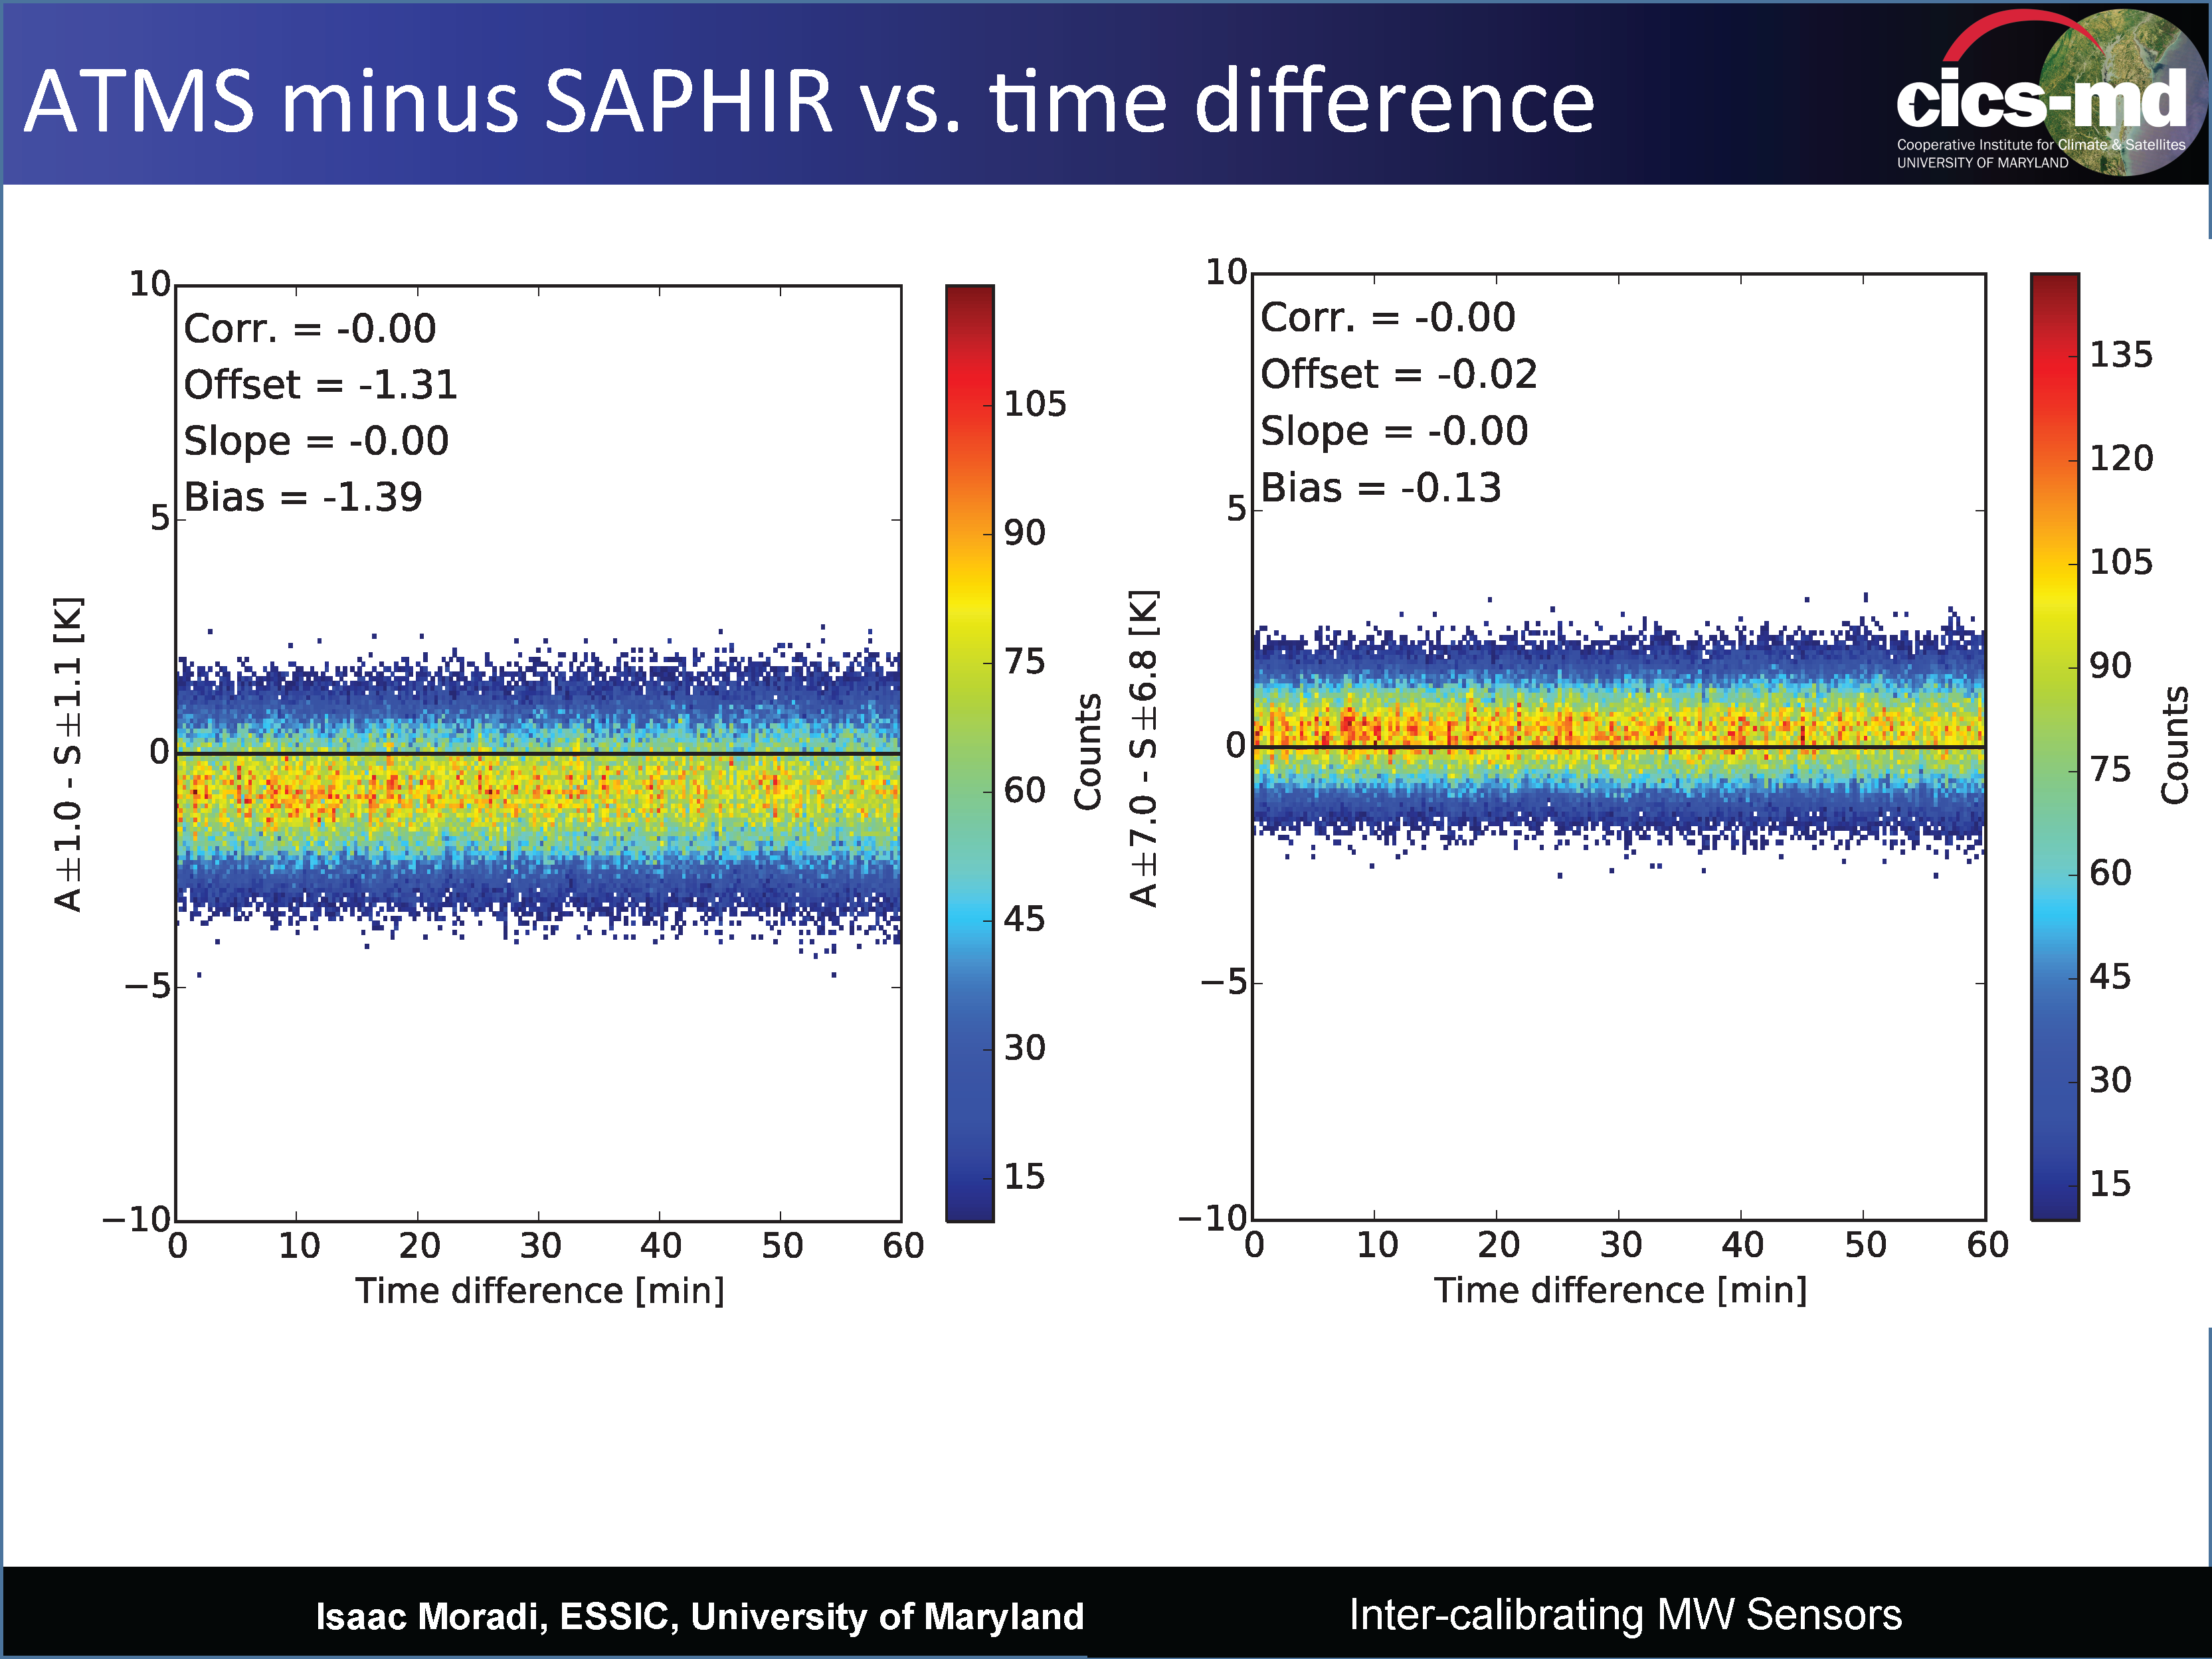 ATMS minus SAPHIR vs. time difference
cics-md
Cooperative Institute for Climate & Satellites
UNIVERSITY OF MARYLAND
Corr. = -0.00
Offset = -1.31
Slope = -0.00
Bias = -1.39
10
5
0
−5
−10
A±1.0 - S±1.1 [K]
0 10 20 30 40 50 60
Time difference [min]
105
90
75
60
45
30
15
Counts
Corr. = -0.00
Offset = -0.02
Slope = -0.00
Bias = -0.13
10
5
0
−5
−10
A±7.0 - S±6.8 [K]
0 10 20 30 40 50 60
Time difference [min]
135
120
105
90
75
60
45
30
15
Counts
Isaac Moradi, ESSIC, University of Maryland
Inter-calibrating MW Sensors